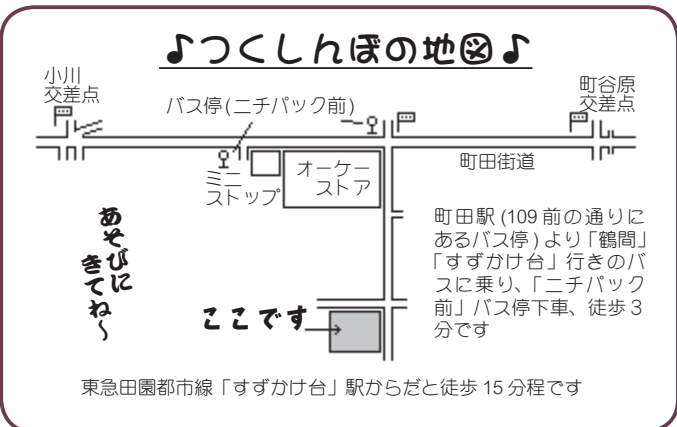 ♪つくしんぼの地図♪
小川
交差点
バス停(ニチパック前)
町谷原
交差点
ミニ
ストップ
オーケー
ストア
町田街道
あそびに
きてね〜
町田駅(109前の通りに
あるバス停)より「鶴間」
「すずかけ台」行きのバ
スに乗り、「ニチパック
前」バス停下車、徒歩3
分です
ここです
東急田園都市線「すずかけ台」駅からだと徒歩15分程です